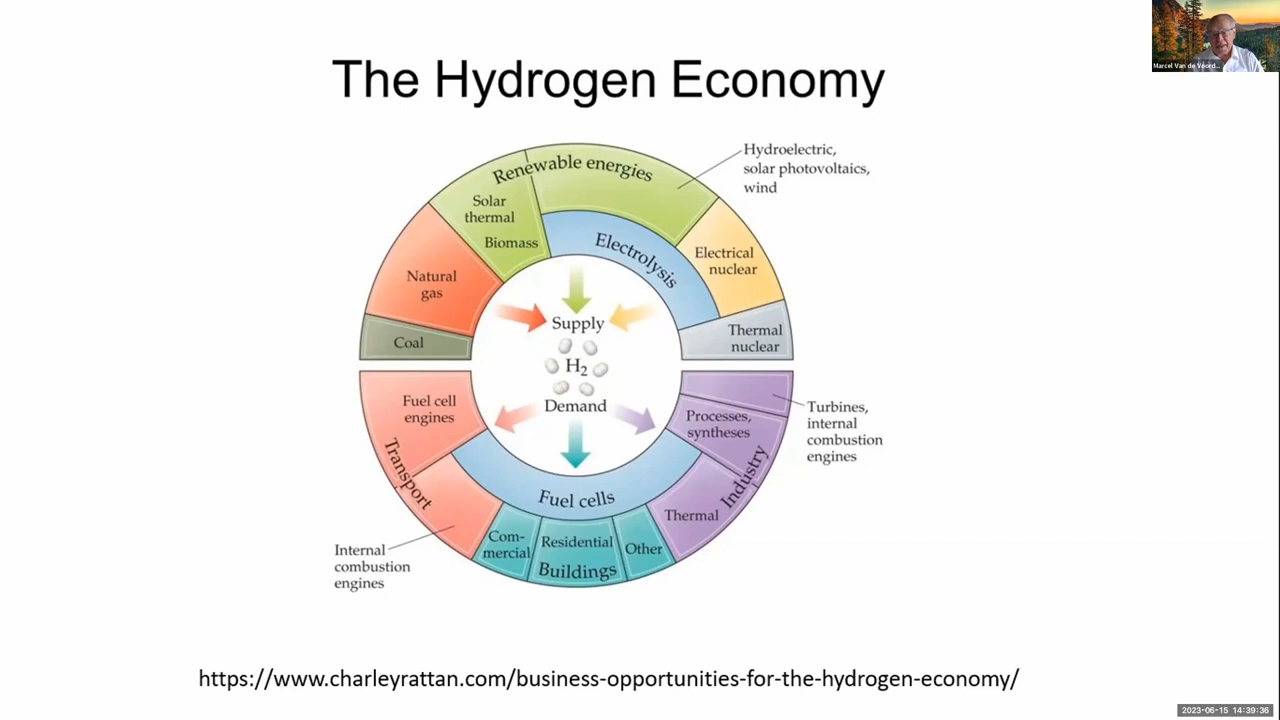 Marcel Van de Voord...
The Hydrogen Economy
Renewable energies
Hydroelectric,
solar photovoltaics,
wind
Solar
thermal
Biomass
Electrolysis
Electrical
nuclear
Natural
gas
Thermal
nuclear
Coal
Supply
H₂
Demand
Fuel cell
engines
Transport
Internal
combustion
engines
Processes,
syntheses
Turbines,
internal
combustion
engines
Industry
Thermal
Fuel cells
Com-
mercial
Residential
Other
Buildings
https://www.charleyrattan.com/business-opportunities-for-the-hydrogen-economy/
2023-06-15 14:39:36